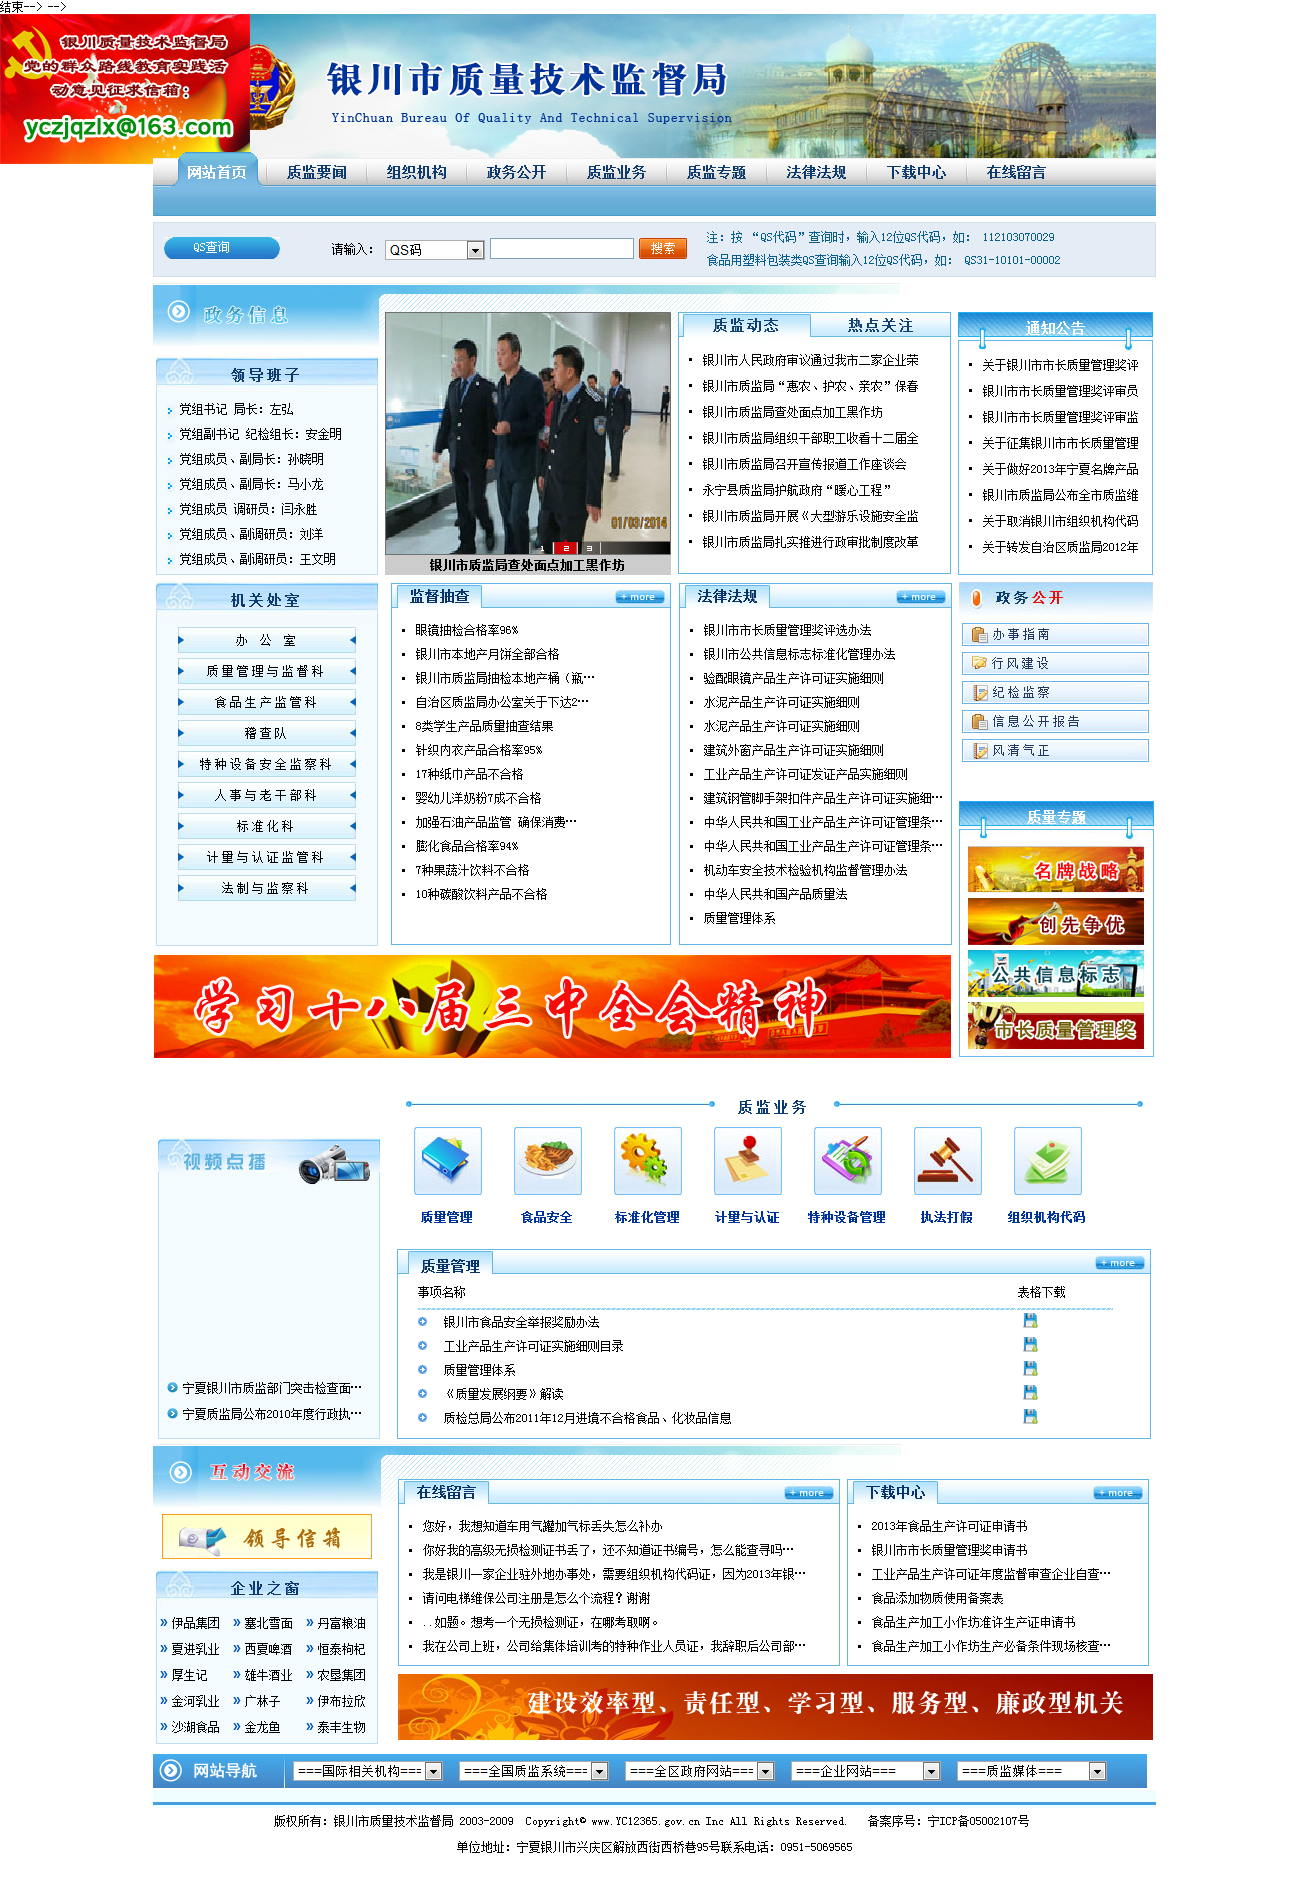 结束--> -->
银川质量技术监督局
党的群众路线教育实践活
动意见征求信箱：
yczjqzlx@163.com
银川市质量技术监督局
YinChuan Bureau Of Quality And Technical Supervision
网站首页 质监要闻 组织机构 政务公开 质监业务 质监专题 法律法规 下载中心 在线留言
QS查询
请输入： QS码 搜索
注：按 “QS代码”查询时，输入12位QS代码，如： 112103070029
食品用塑料包装类QS查询输入12位QS代码，如： QS31-10101-00002
政务信息
领导班子
党组书记 局长：左弘
党组副书记 纪检组长：安金明
党组成员、副局长：孙晓明
党组成员、副局长：马小龙
党组成员 调研员：闫永胜
党组成员、副调研员：刘洋
党组成员、副调研员：王文明
01/03/2014
1 2 3
银川市质监局查处面点加工黑作坊
质监动态 热点关注
银川市人民政府审议通过我市二家企业荣
银川市质监局“惠农、护农、亲农”保春
银川市质监局查处面点加工黑作坊
银川市质监局组织干部职工收看十二届全
银川市质监局召开宣传报道工作座谈会
永宁县质监局护航政府“暖心工程”
银川市质监局开展《大型游乐设施安全监
银川市质监局扎实推进行政审批制度改革
通知公告
关于银川市市长质量管理奖评
银川市市长质量管理奖评审员
银川市市长质量管理奖评审监
关于征集银川市市长质量管理
关于做好2013年宁夏名牌产品
银川市质监局公布全市质监维
关于取消银川市组织机构代码
关于转发自治区质监局2012年
机关处室
办 公 室
质量管理与监督科
食品生产监管科
稽查队
特种设备安全监察科
人事与老干部科
标准化科
计量与认证监管科
法制与监察科
监督抽查 + more
眼镜抽检合格率96%
银川市本地产月饼全部合格
银川市质监局抽检本地产桶（瓶…
自治区质监局办公室关于下达2…
8类学生产品质量抽查结果
针织内衣产品合格率95%
17种纸巾产品不合格
婴幼儿洋奶粉7成不合格
加强石油产品监管 确保消费…
膨化食品合格率94%
7种果蔬汁饮料不合格
10种碳酸饮料产品不合格
法律法规 + more
银川市市长质量管理奖评选办法
银川市公共信息标志标准化管理办法
验配眼镜产品生产许可证实施细则
水泥产品生产许可证实施细则
水泥产品生产许可证实施细则
建筑外窗产品生产许可证实施细则
工业产品生产许可证发证产品实施细则
建筑钢管脚手架扣件产品生产许可证实施细…
中华人民共和国工业产品生产许可证管理条…
中华人民共和国工业产品生产许可证管理条…
机动车安全技术检验机构监督管理办法
中华人民共和国产品质量法
质量管理体系
政务公开
办事指南
行风建设
纪检监察
信息公开报告
风清气正
质量专题
名牌战略
创先争优
公共信息标志
市长质量管理奖
学习十八届三中全会精神
质监业务
质量管理 食品安全 标准化管理 计量与认证 特种设备管理 执法打假 组织机构代码
视频点播
宁夏银川市质监部门突击检查面…
宁夏质监局公布2010年度行政执…
质量管理 + more
事项名称 表格下载
银川市食品安全举报奖励办法
工业产品生产许可证实施细则目录
质量管理体系
《质量发展纲要》解读
质检总局公布2011年12月进境不合格食品、化妆品信息
互动交流
领导信箱
企业之窗
伊品集团 塞北雪面 丹富粮油
夏进乳业 西夏啤酒 恒泰枸杞
厚生记 雄牛酒业 农垦集团
金河乳业 广林子 伊布拉欣
沙湖食品 金龙鱼 泰丰生物
在线留言 + more
您好，我想知道车用气罐加气标丢失怎么补办
你好我的高级无损检测证书丢了，还不知道证书编号，怎么能查寻吗…
我是银川一家企业驻外地办事处，需要组织机构代码证，因为2013年银…
请问电梯维保公司注册是怎么个流程？谢谢
..如题。想考一个无损检测证，在哪考取啊。
我在公司上班，公司给集体培训考的特种作业人员证，我辞职后公司部…
下载中心 + more
2013年食品生产许可证申请书
银川市市长质量管理奖申请书
工业产品生产许可证年度监督审查企业自查…
食品添加物质使用备案表
食品生产加工小作坊准许生产证申请书
食品生产加工小作坊生产必备条件现场核查…
建设效率型、责任型、学习型、服务型、廉政型机关
网站导航 ===国际相关机构=== ===全国质监系统=== ===全区政府网站=== ===企业网站=== ===质监媒体===
版权所有：银川市质量技术监督局 2003-2009 Copyright© www.YC12365.gov.cn Inc All Rights Reserved. 备案序号：宁ICP备05002107号
单位地址：宁夏银川市兴庆区解放西街西桥巷95号联系电话：0951-5069565